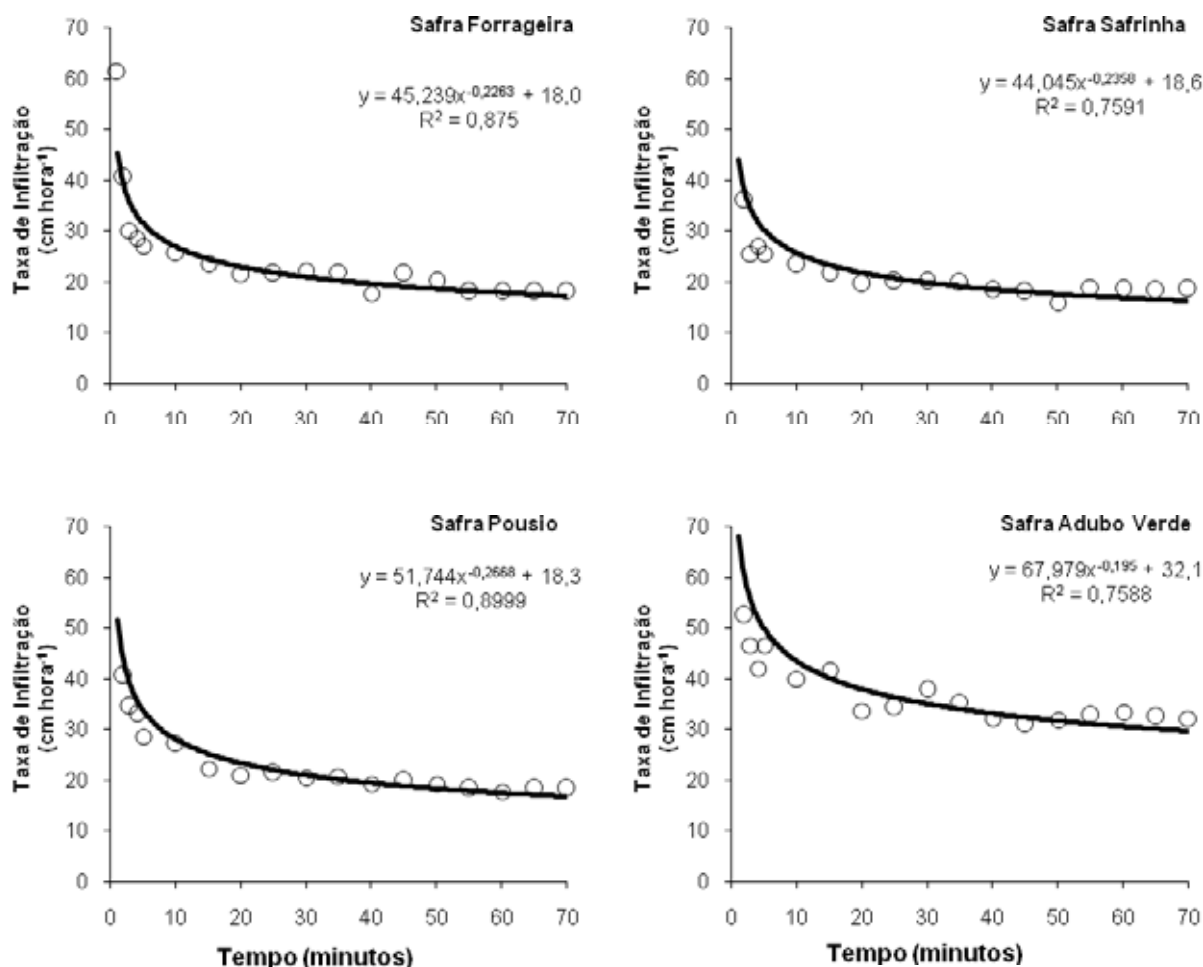 Safra Forrageira
y = 45,239x^-0,2263 + 18,0
R² = 0,875
Taxa de Infiltração
(cm hora⁻¹)
70
60
50
40
30
20
10
0
0 10 20 30 40 50 60 70
Safra Safrinha
y = 44,045x^-0,2358 + 18,6
R² = 0,7591
Taxa de Infiltração
(cm hora⁻¹)
70
60
50
40
30
20
10
0
0 10 20 30 40 50 60 70
Safra Pousio
y = 51,744x^-0,2668 + 18,3
R² = 0,8999
Taxa de Infiltração
(cm hora⁻¹)
70
60
50
40
30
20
10
0
0 10 20 30 40 50 60 70
Tempo (minutos)
Safra Adubo Verde
y = 67,979x^-0,195 + 32,1
R² = 0,7588
Taxa de Infiltração
(cm hora⁻¹)
70
60
50
40
30
20
10
0
0 10 20 30 40 50 60 70
Tempo (minutos)